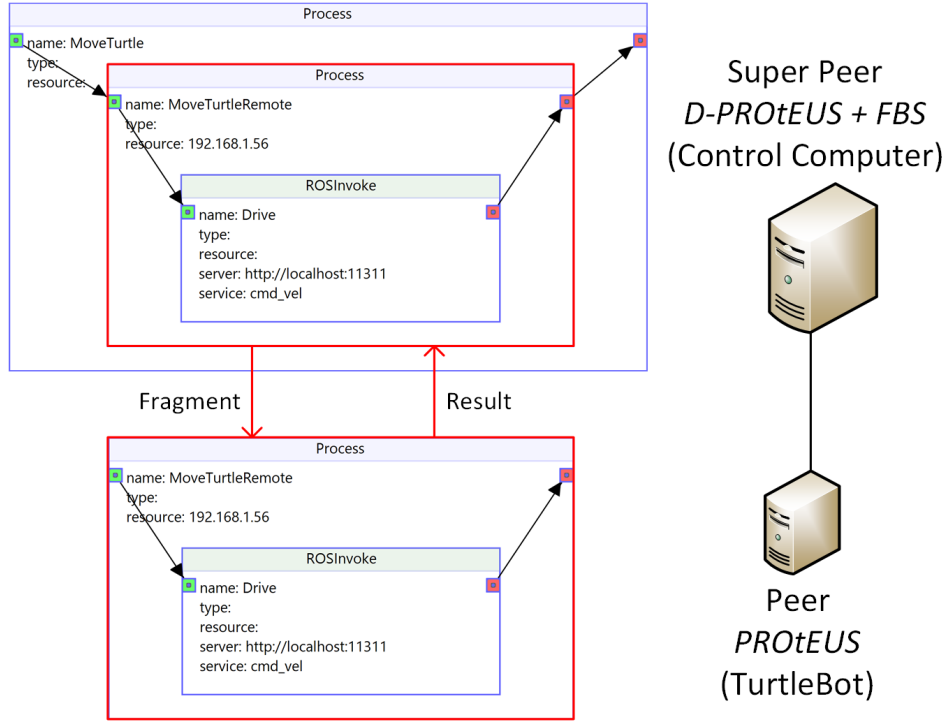 Process
name: MoveTurtle
type:
resource:
Process
name: MoveTurtleRemote
type:
resource: 192.168.1.56
ROSInvoke
name: Drive
type:
resource:
server: http://localhost:11311
service: cmd_vel
Fragment
Result
Process
name: MoveTurtleRemote
type:
resource: 192.168.1.56
ROSInvoke
name: Drive
type:
resource:
server: http://localhost:11311
service: cmd_vel
Super Peer
D-PROtEUS + FBS
(Control Computer)
Peer
PROtEUS
(TurtleBot)